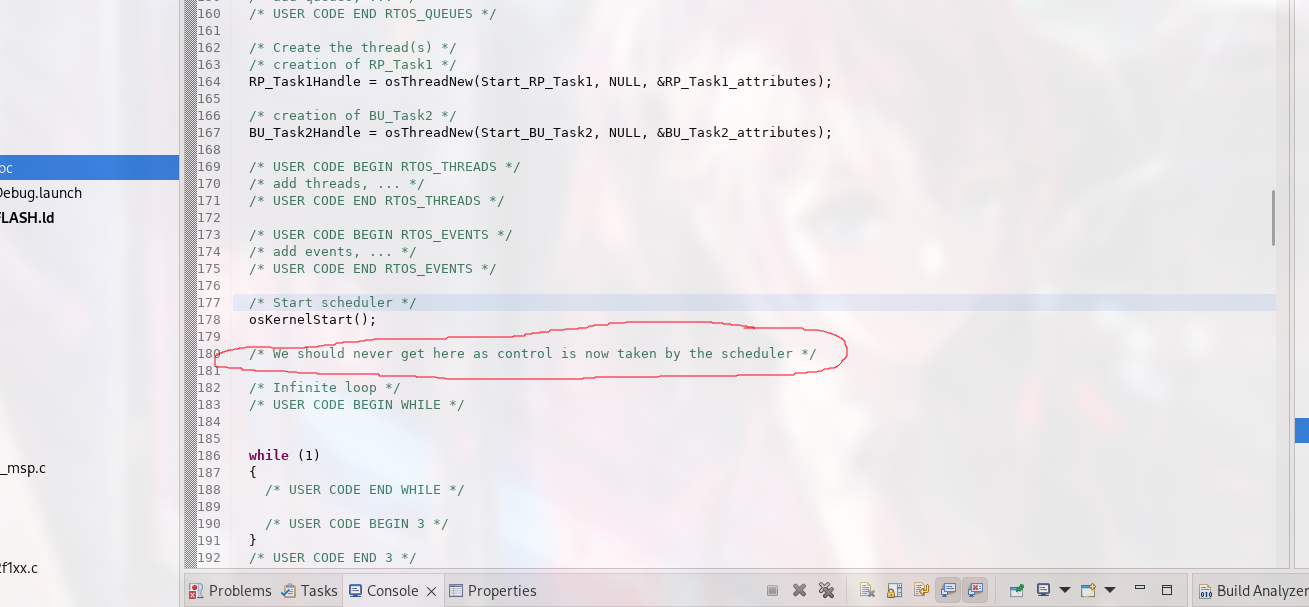 160 /* USER CODE END RTOS_QUEUES */
161
162 /* Create the thread(s) */
163 /* creation of RP_Task1 */
164 RP_Task1Handle = osThreadNew(Start_RP_Task1, NULL, &RP_Task1_attributes);
165
166 /* creation of BU_Task2 */
167 BU_Task2Handle = osThreadNew(Start_BU_Task2, NULL, &BU_Task2_attributes);
168
oc
169 /* USER CODE BEGIN RTOS_THREADS */
170 /* add threads, ... */
Debug.launch
171 /* USER CODE END RTOS_THREADS */
FLASH.ld
172
173 /* USER CODE BEGIN RTOS_EVENTS */
174 /* add events, ... */
175 /* USER CODE END RTOS_EVENTS */
176
177 /* Start scheduler */
178 osKernelStart();
179
180 /* We should never get here as control is now taken by the scheduler */
181
182 /* Infinite loop */
183 /* USER CODE BEGIN WHILE */
184
185
186 while (1)
_msp.c
187 {
188 /* USER CODE END WHILE */
189
190 /* USER CODE BEGIN 3 */
191 }
192 /* USER CODE END 3 */
f1xx.c
Problems Tasks Console Properties
Build Analyzer